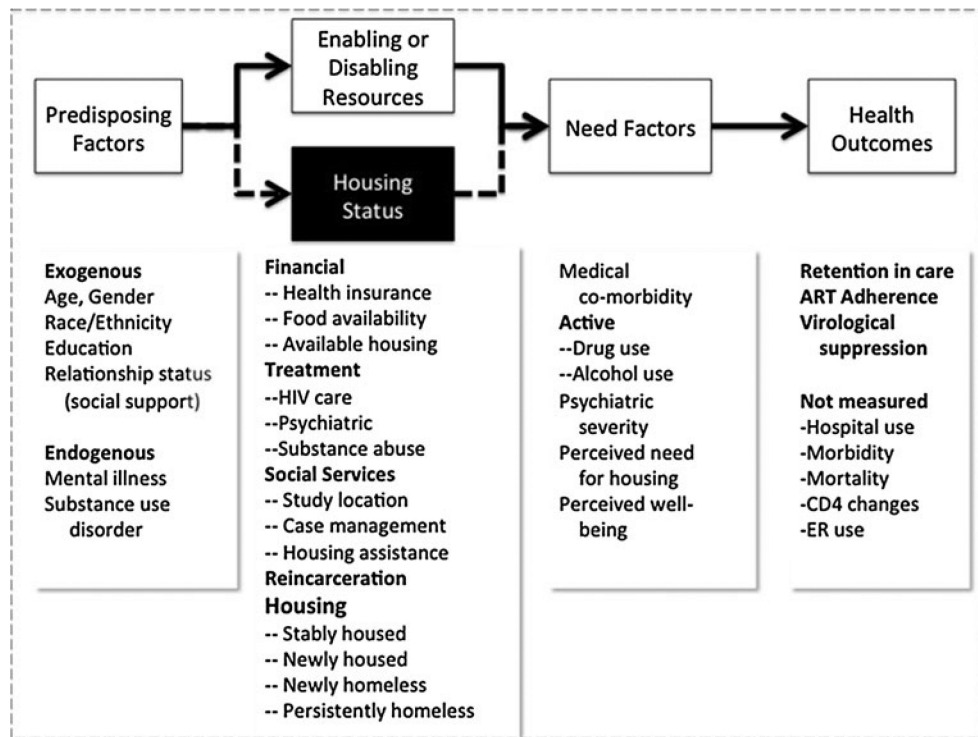 Predisposing
Factors
Enabling or
Disabling
Resources
Housing
Status
Need Factors
Health
Outcomes
Exogenous
Age, Gender
Race/Ethnicity
Education
Relationship status
(social support)
Endogenous
Mental illness
Substance use
disorder
Financial
-- Health insurance
-- Food availability
-- Available housing
Treatment
--HIV care
--Psychiatric
--Substance abuse
Social Services
-- Study location
-- Case management
-- Housing assistance
Reincarceration
Housing
-- Stably housed
-- Newly housed
-- Newly homeless
-- Persistently homeless
Medical
co-morbidity
Active
--Drug use
--Alcohol use
Psychiatric
severity
Perceived need
for housing
Perceived well-
being
Retention in care
ART Adherence
Virological
suppression
Not measured
-Hospital use
-Morbidity
-Mortality
-CD4 changes
-ER use